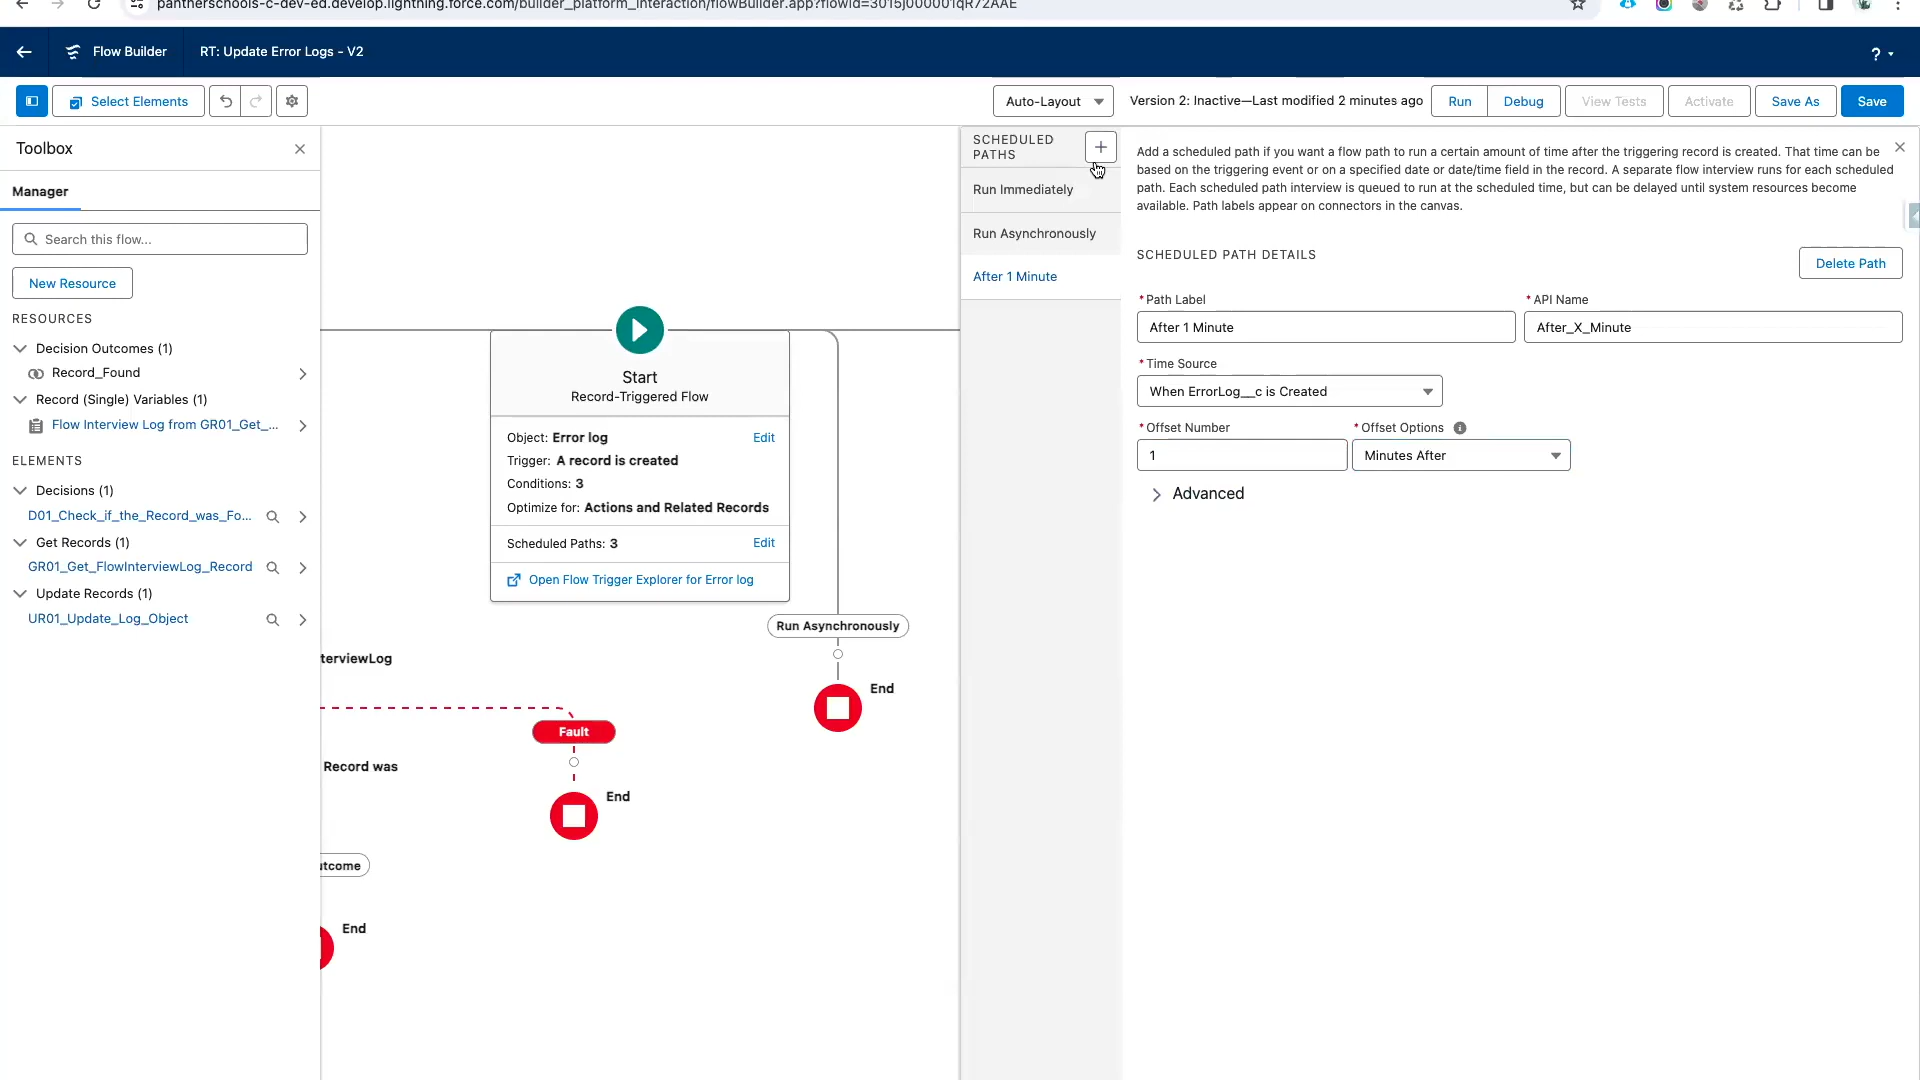 pantherschools-c-dev-ed.develop.lightning.force.com/builder_platform_interaction/flowBuilder.app?flowId=3015j000001qR72AAE
Flow Builder
RT: Update Error Logs - V2
?
Select Elements
Auto-Layout
Version 2: Inactive—Last modified 2 minutes ago
Run
Debug
View Tests
Activate
Save As
Save
Toolbox
Manager
Search this flow...
New Resource
RESOURCES
Decision Outcomes (1)
Record_Found
Record (Single) Variables (1)
Flow Interview Log from GR01_Get_...
ELEMENTS
Decisions (1)
D01_Check_if_the_Record_was_Fo...
Get Records (1)
GR01_Get_FlowInterviewLog_Record
Update Records (1)
UR01_Update_Log_Object
Start
Record-Triggered Flow
Object: Error log
Edit
Trigger: A record is created
Conditions: 3
Optimize for: Actions and Related Records
Scheduled Paths: 3
Edit
Open Flow Trigger Explorer for Error log
Run Asynchronously
End
terviewLog
Fault
Record was
End
utcome
End
SCHEDULED
PATHS
Run Immediately
Run Asynchronously
After 1 Minute
Add a scheduled path if you want a flow path to run a certain amount of time after the triggering record is created. That time can be
based on the triggering event or on a specified date or date/time field in the record. A separate flow interview runs for each scheduled
path. Each scheduled path interview is queued to run at the scheduled time, but can be delayed until system resources become
available. Path labels appear on connectors in the canvas.
SCHEDULED PATH DETAILS
Delete Path
*Path Label
*API Name
After 1 Minute
After_X_Minute
*Time Source
When ErrorLog__c is Created
*Offset Number
*Offset Options
1
Minutes After
Advanced